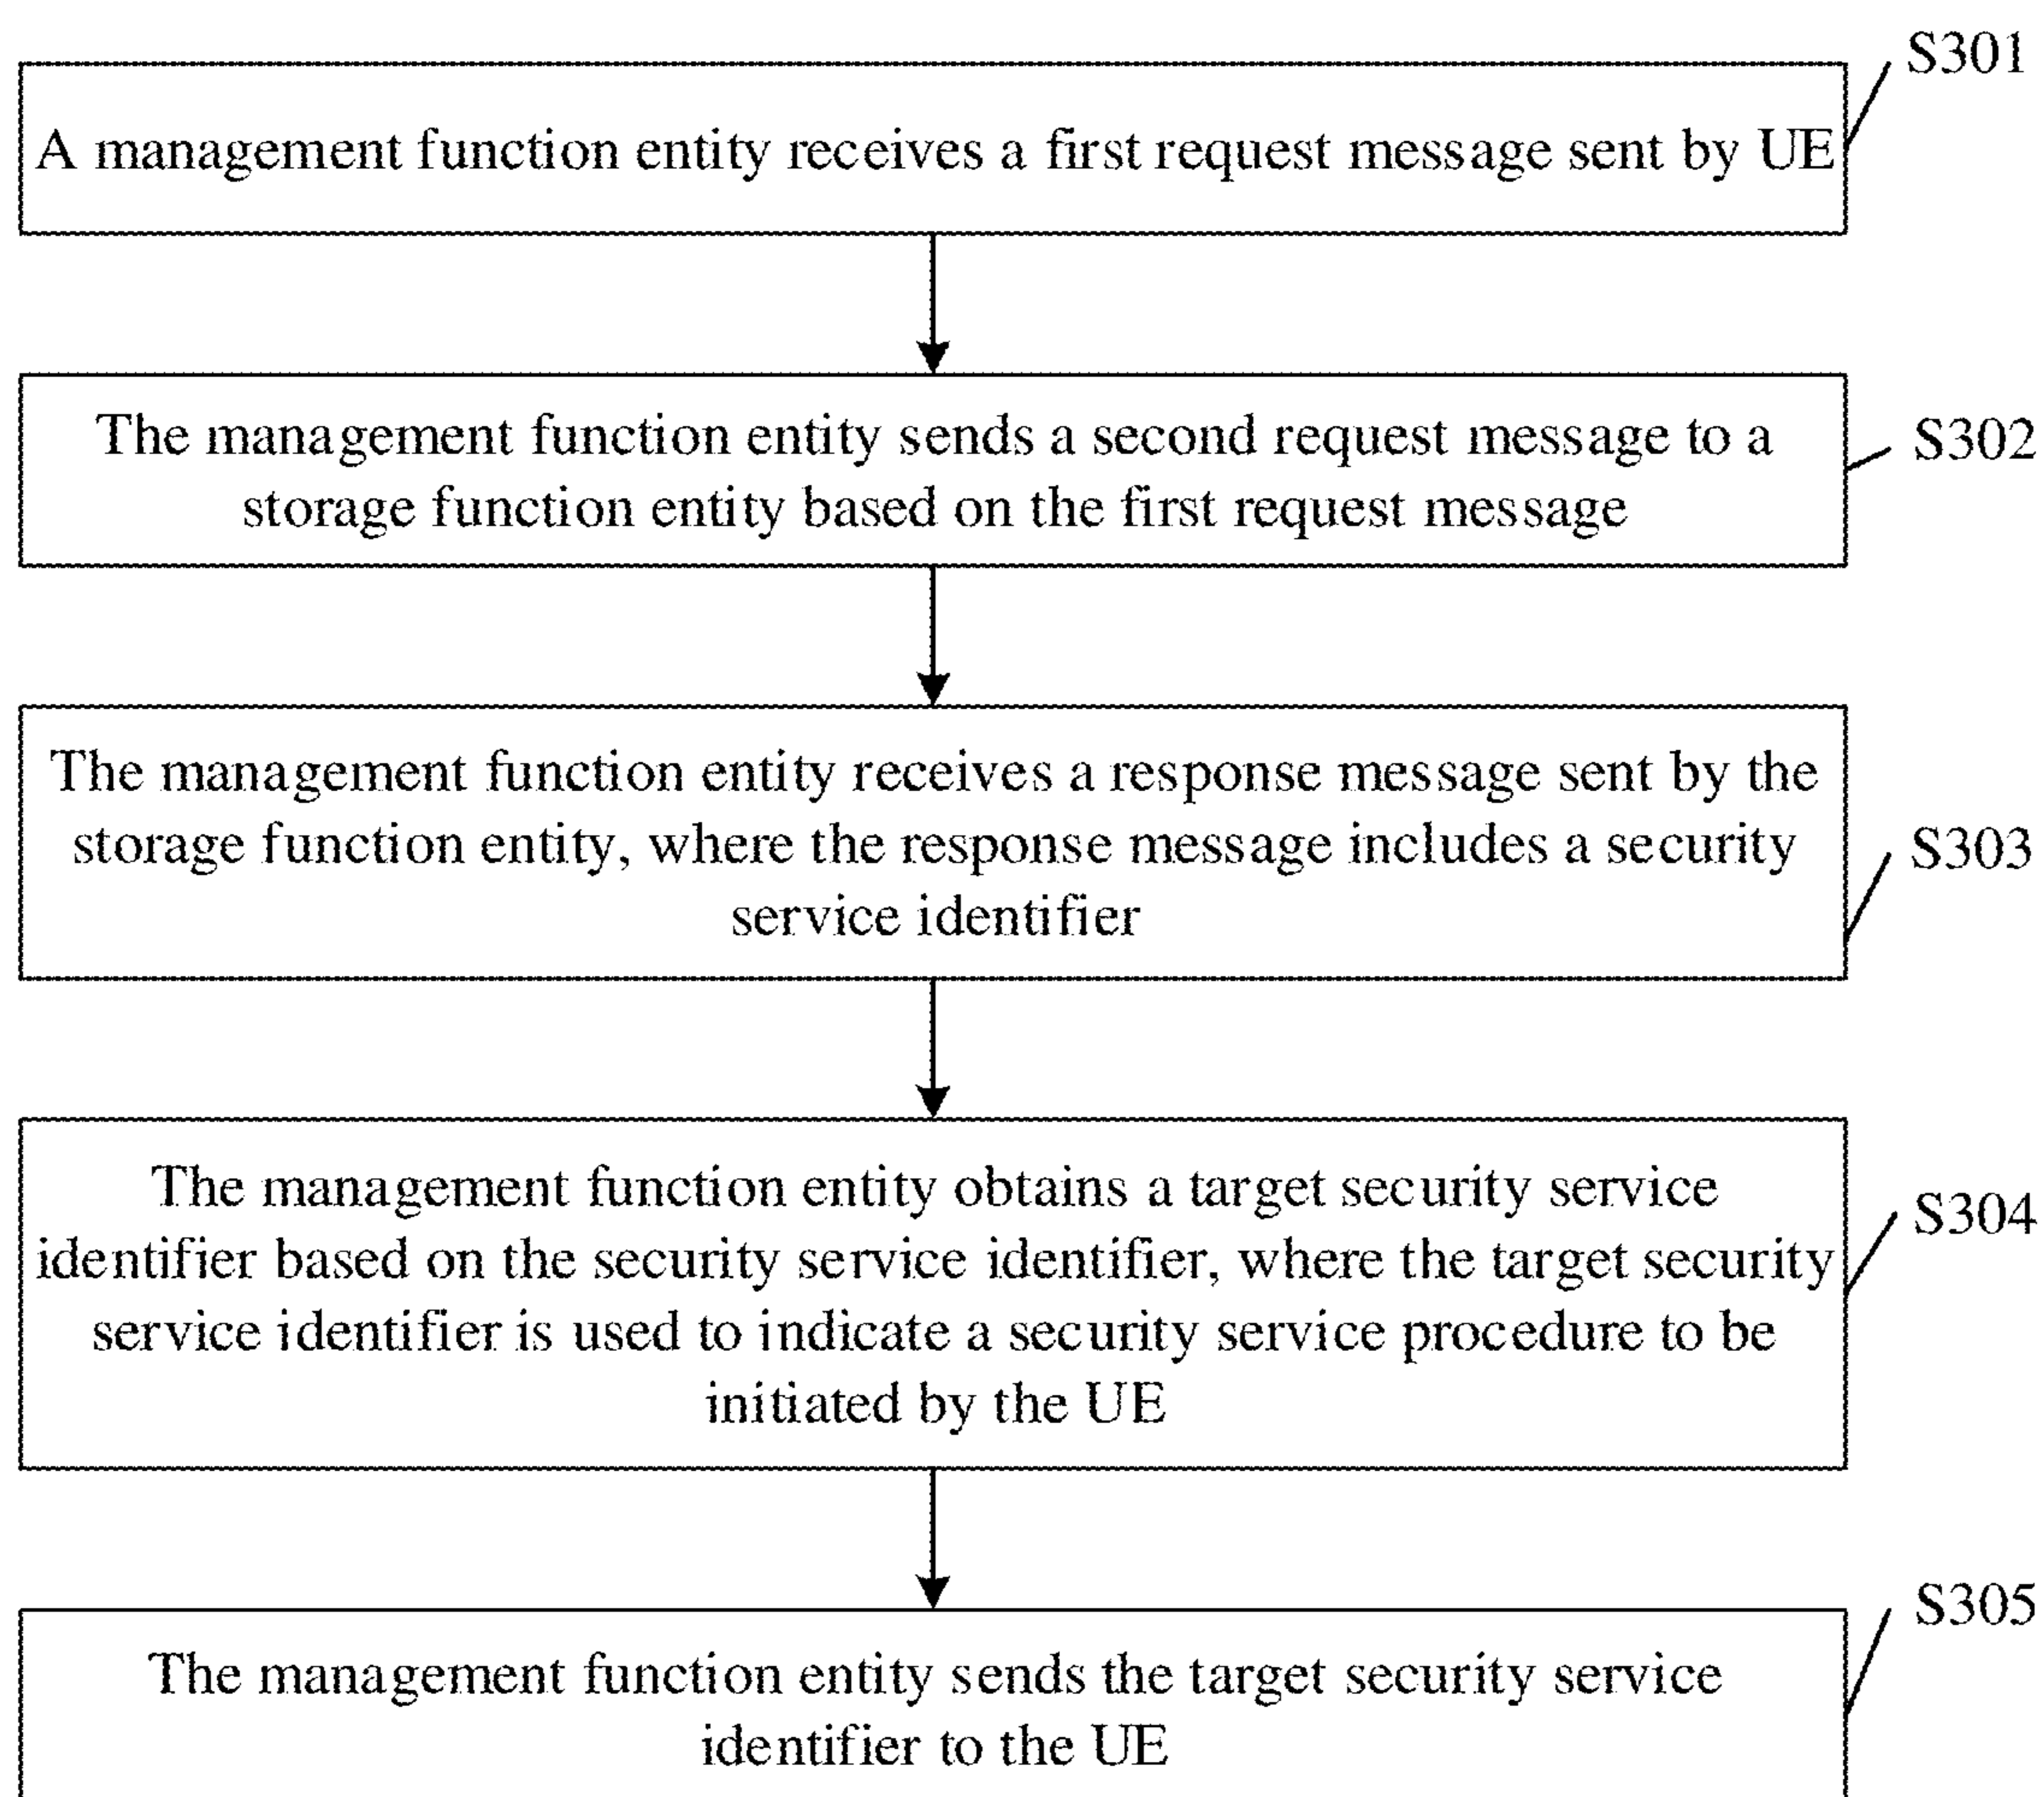 S301
A management function entity receives a first request message sent by UE
The management function entity sends a second request message to a
storage function entity based on the first request message
S302
The management function entity receives a response message sent by the
storage function entity, where the response message includes a security
service identifier
S303
The management function entity obtains a target security service
identifier based on the security service identifier, where the target security
service identifier is used to indicate a security service procedure to be
initiated by the UE
S304
The management function entity sends the target security service
identifier to the UE
S305